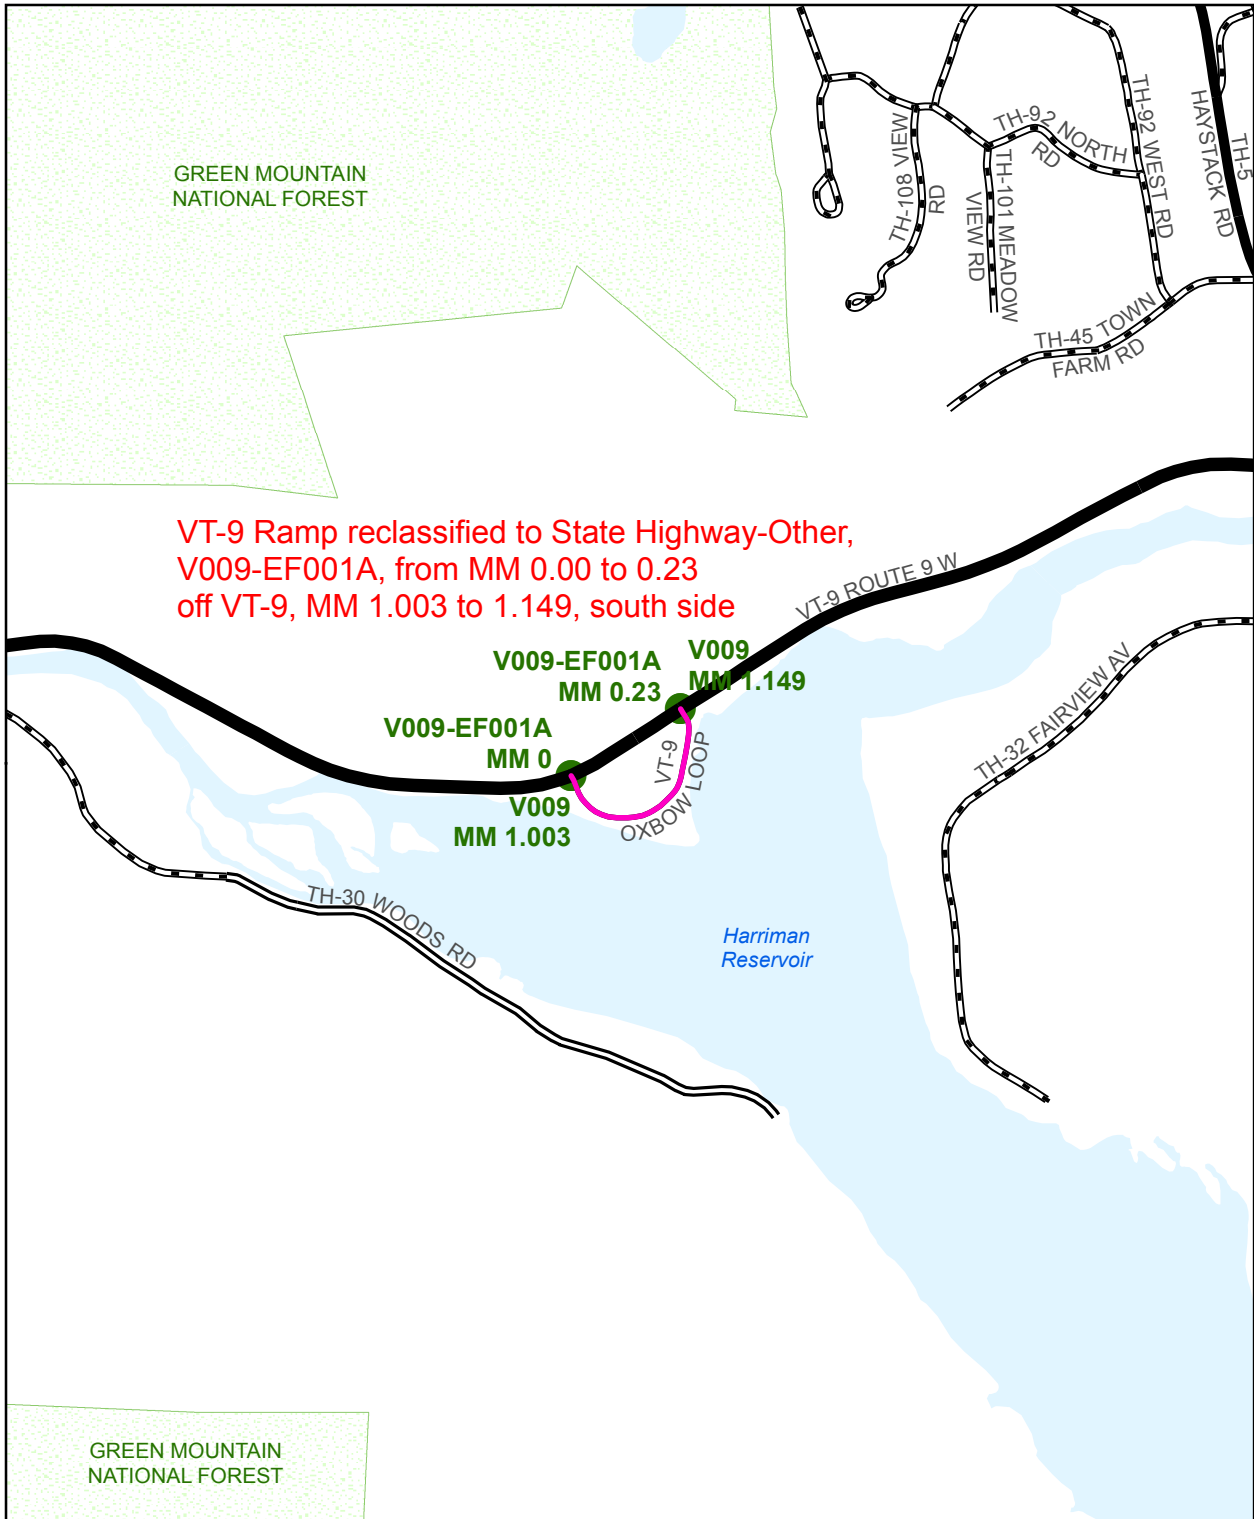 GREEN MOUNTAIN
NATIONAL FOREST
TH-108 VIEW
RD
TH-92 NORTH
RD
TH-101 MEADOW
VIEW RD
TH-92 WEST RD
TH-5
HAYSTACK RD
TH-45 TOWN
FARM RD
VT-9 Ramp reclassified to State Highway-Other,
V009-EF001A, from MM 0.00 to 0.23
off VT-9, MM 1.003 to 1.149, south side
VT-9 ROUTE 9 W
V009-EF001A
MM 0.23
V009
MM 1.149
V009-EF001A
MM 0
V009
MM 1.003
VT-9
OXBOW LOOP
TH-32 FAIRVIEW AV
TH-30 WOODS RD
Harriman
Reservoir
GREEN MOUNTAIN
NATIONAL FOREST